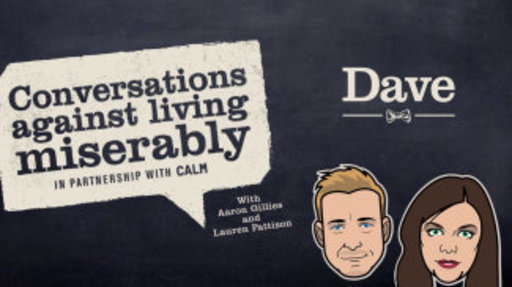 Conversations
against living
miserably
IN PARTNERSHIP WITH CALM
With
Aaron Gillies
and
Lauren Pattison
Dave